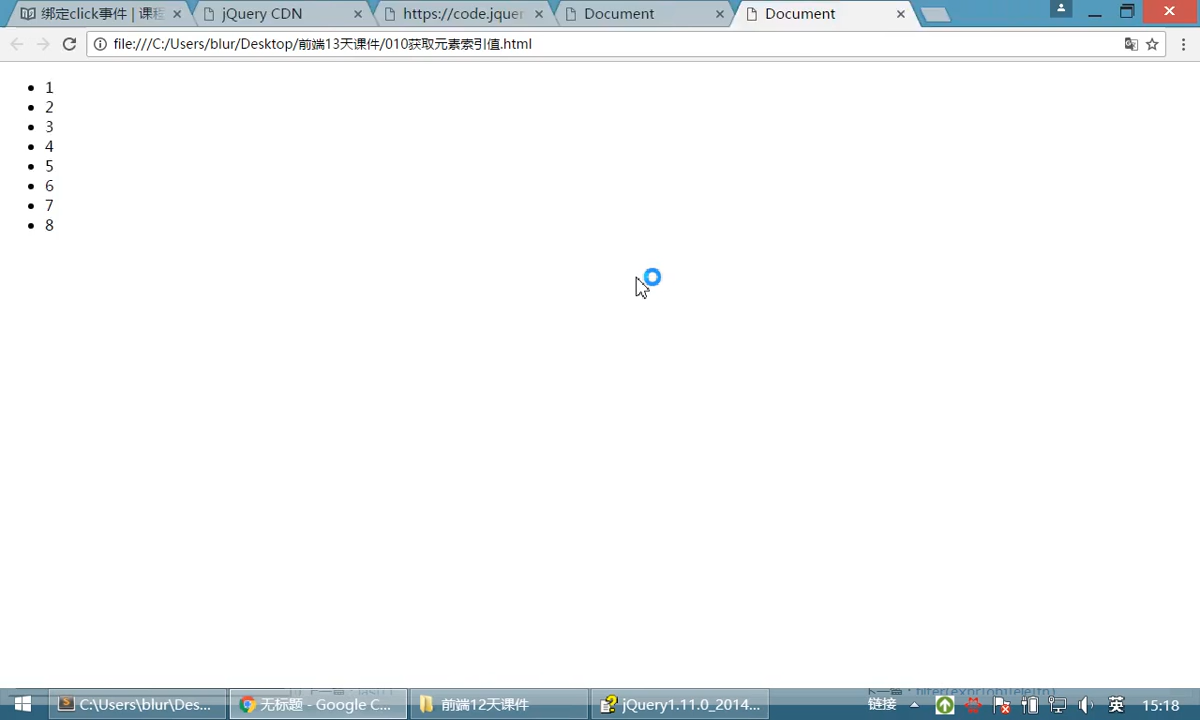 绑定click事件 | 课程
jQuery CDN
https://code.jquer
Document
Document
file:///C:/Users/blur/Desktop/前端13天课件/010获取元素索引值.html
1
2
3
4
5
6
7
8
C:\Users\blur\Des...
无标题 - Google C...
前端12天课件
jQuery1.11.0_2014...
链接
英
15:18